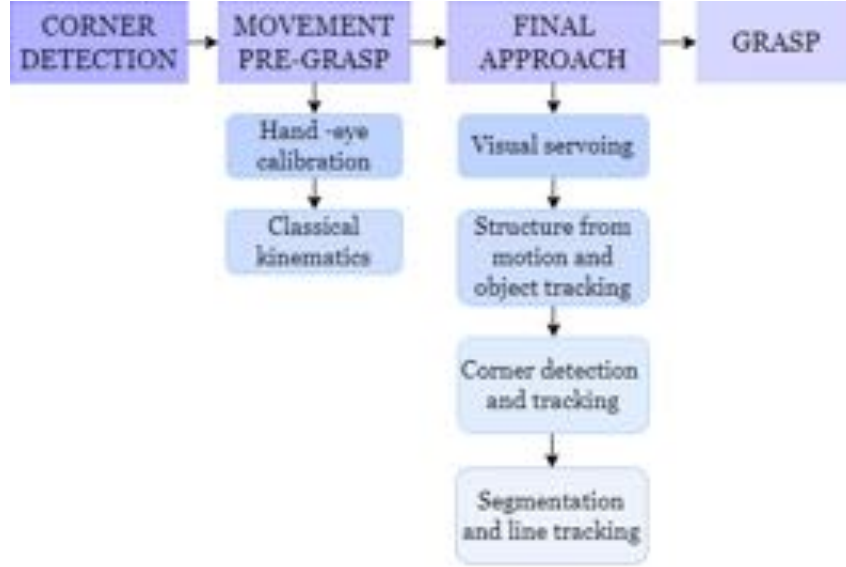 CORNER
DETECTION
MOVEMENT
PRE-GRASP
FINAL
APPROACH
GRASP
Hand -eye
calibration
Classical
kinematics
Visual servoing
Structure from
motion and
object tracking
Corner detection
and tracking
Segmentation
and line tracking